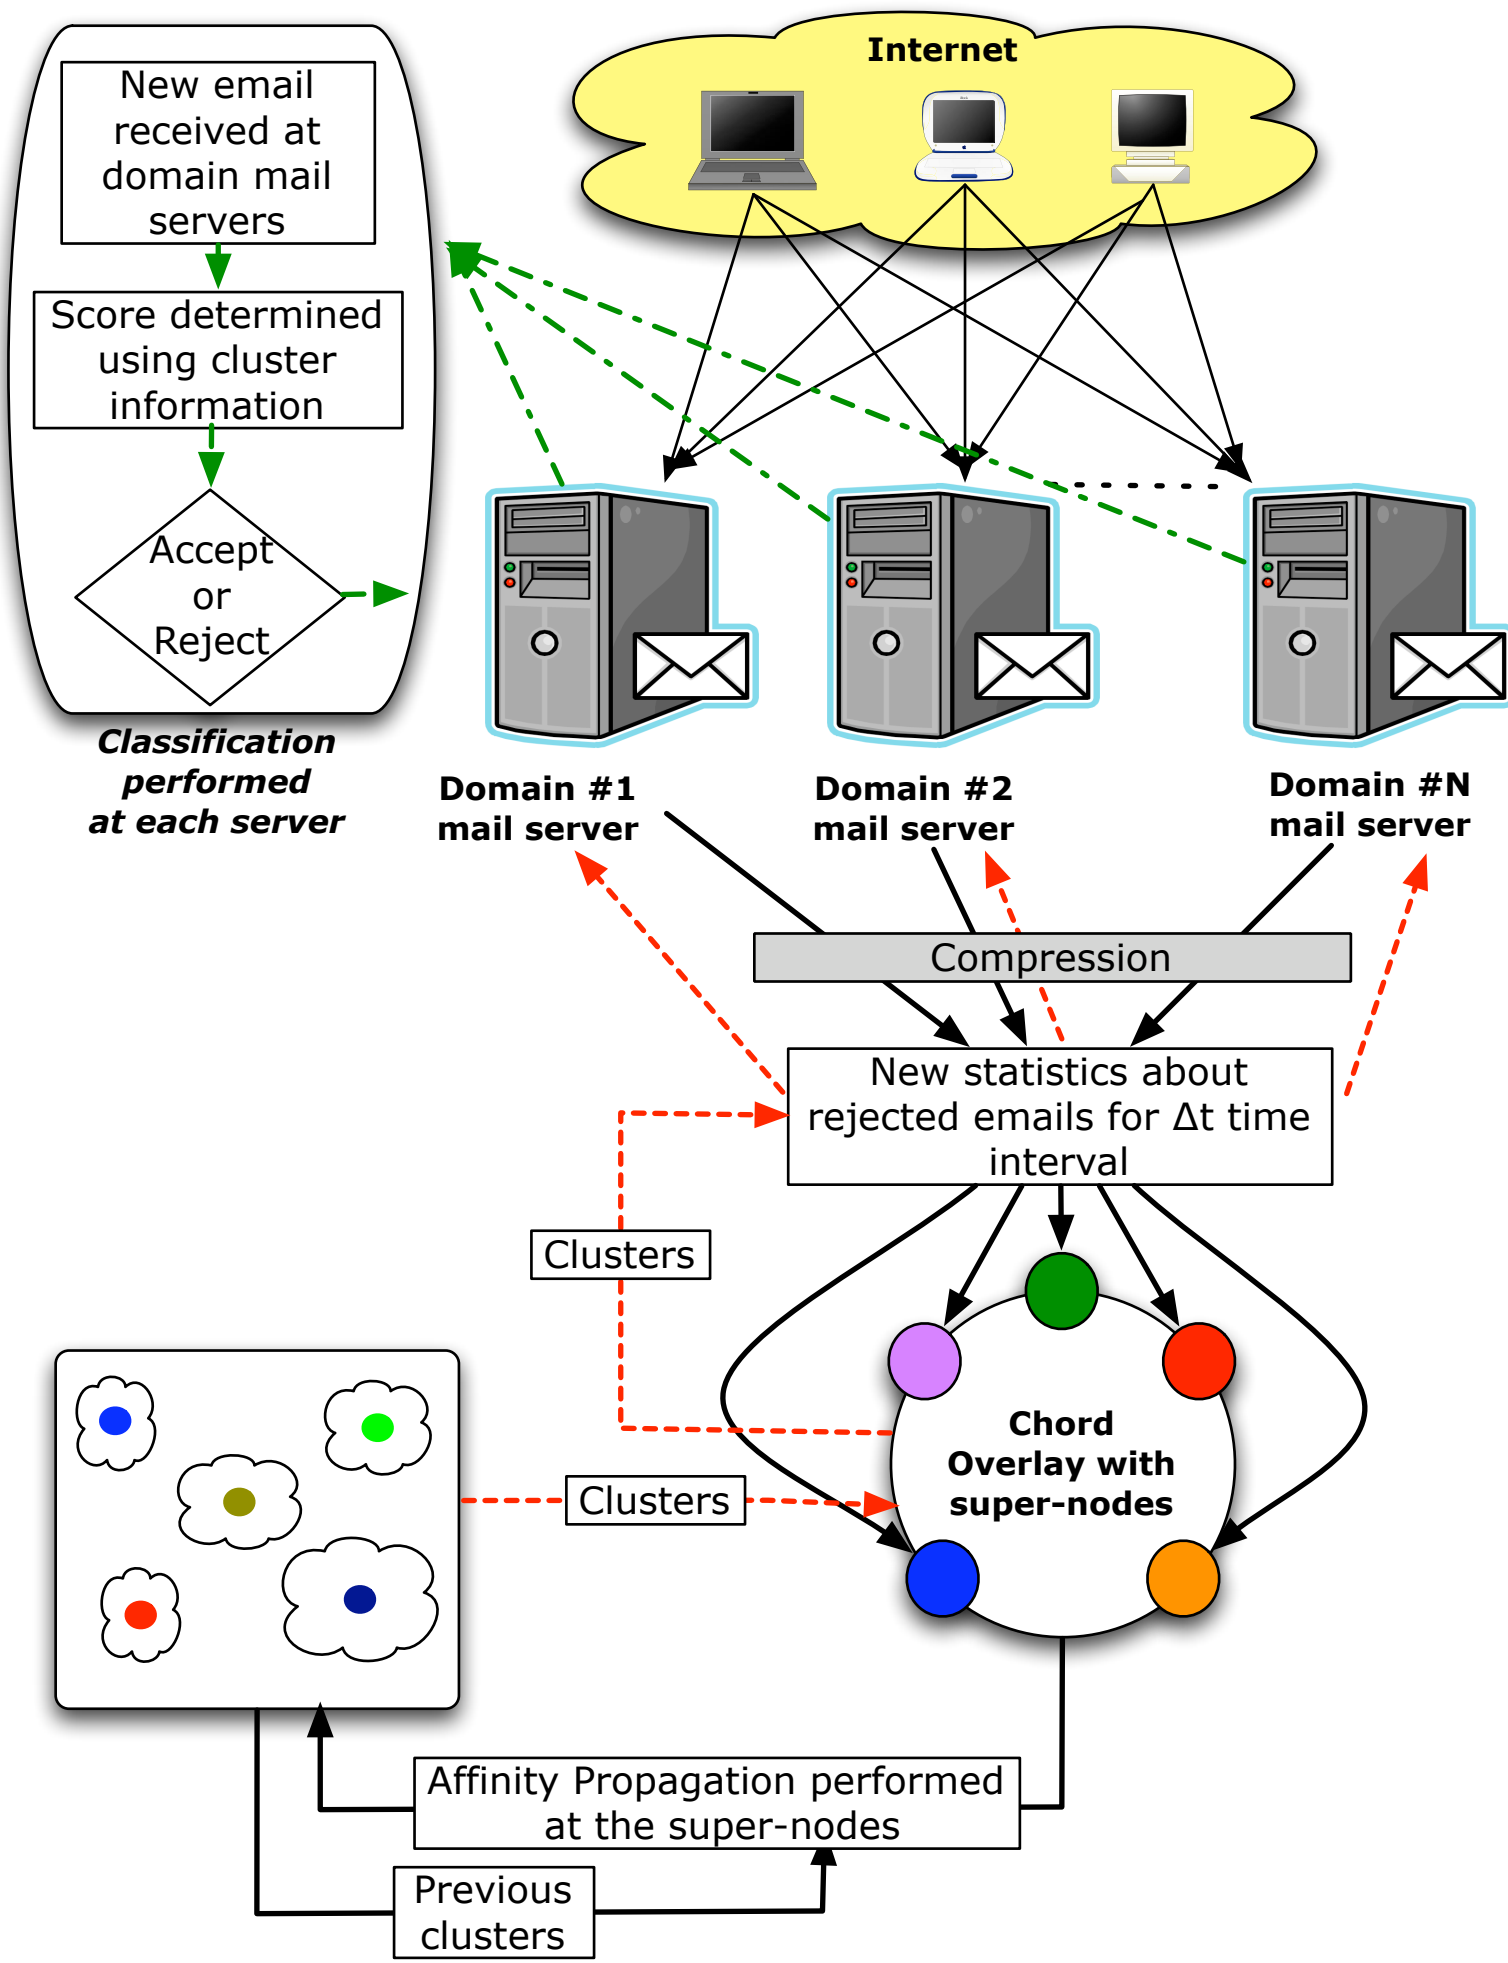 Internet
New email
received at
domain mail
servers
Score determined
using cluster
information
Accept
or
Reject
Classification
performed
at each server
Domain #1
mail server
Domain #2
mail server
Domain #N
mail server
Compression
New statistics about
rejected emails for Δt time
interval
Clusters
Chord
Overlay with
super-nodes
Clusters
Affinity Propagation performed
at the super-nodes
Previous
clusters